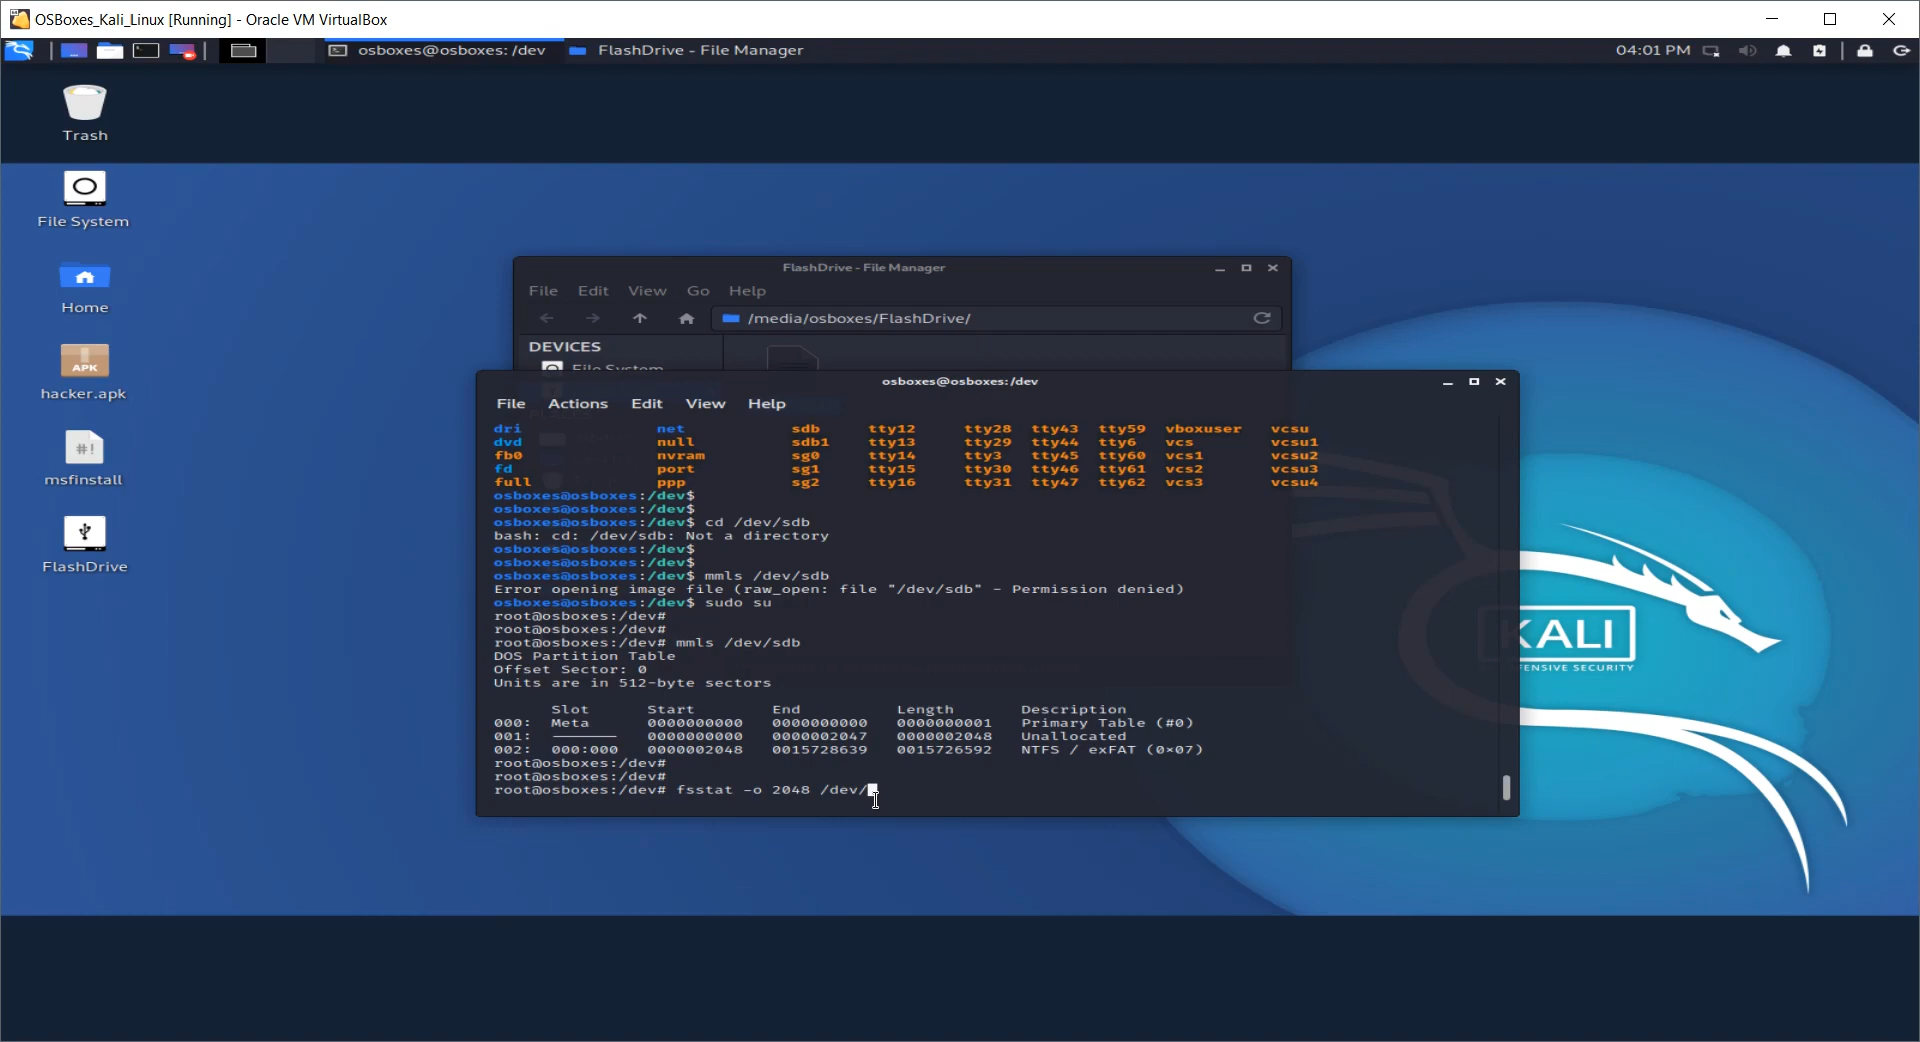 OSBoxes_Kali_Linux [Running] - Oracle VM VirtualBox
osboxes@osboxes: /dev
FlashDrive - File Manager
04:01 PM
Trash
File System
Home
APK
hacker.apk
#!
msfinstall
FlashDrive
FlashDrive - File Manager
File Edit View Go Help
/media/osboxes/FlashDrive/
DEVICES
File System
osboxes@osboxes: /dev
File Actions Edit View Help
dri net sdb tty12 tty28 tty43 tty59 vboxuser vcsu
dvd null sdb1 tty13 tty29 tty44 tty6 vcs vcsu1
fb0 nvram sg0 tty14 tty3 tty45 tty60 vcs1 vcsu2
fd port sg1 tty15 tty30 tty46 tty61 vcs2 vcsu3
full ppp sg2 tty16 tty31 tty47 tty62 vcs3 vcsu4
osboxes@osboxes:/dev$
osboxes@osboxes:/dev$
osboxes@osboxes:/dev$ cd /dev/sdb
bash: cd: /dev/sdb: Not a directory
osboxes@osboxes:/dev$
osboxes@osboxes:/dev$
osboxes@osboxes:/dev$ mmls /dev/sdb
Error opening image file (raw_open: file "/dev/sdb" - Permission denied)
osboxes@osboxes:/dev$ sudo su
root@osboxes:/dev#
root@osboxes:/dev#
root@osboxes:/dev# mmls /dev/sdb
DOS Partition Table
Offset Sector: 0
Units are in 512-byte sectors
Slot Start End Length Description
000: Meta 0000000000 0000000000 0000000001 Primary Table (#0)
001: ------- 0000000000 0000002047 0000002048 Unallocated
002: 000:000 0000002048 0015728639 0015726592 NTFS / exFAT (0×07)
root@osboxes:/dev#
root@osboxes:/dev#
root@osboxes:/dev# fsstat -o 2048 /dev/
KALI
ENSIVE SECURITY